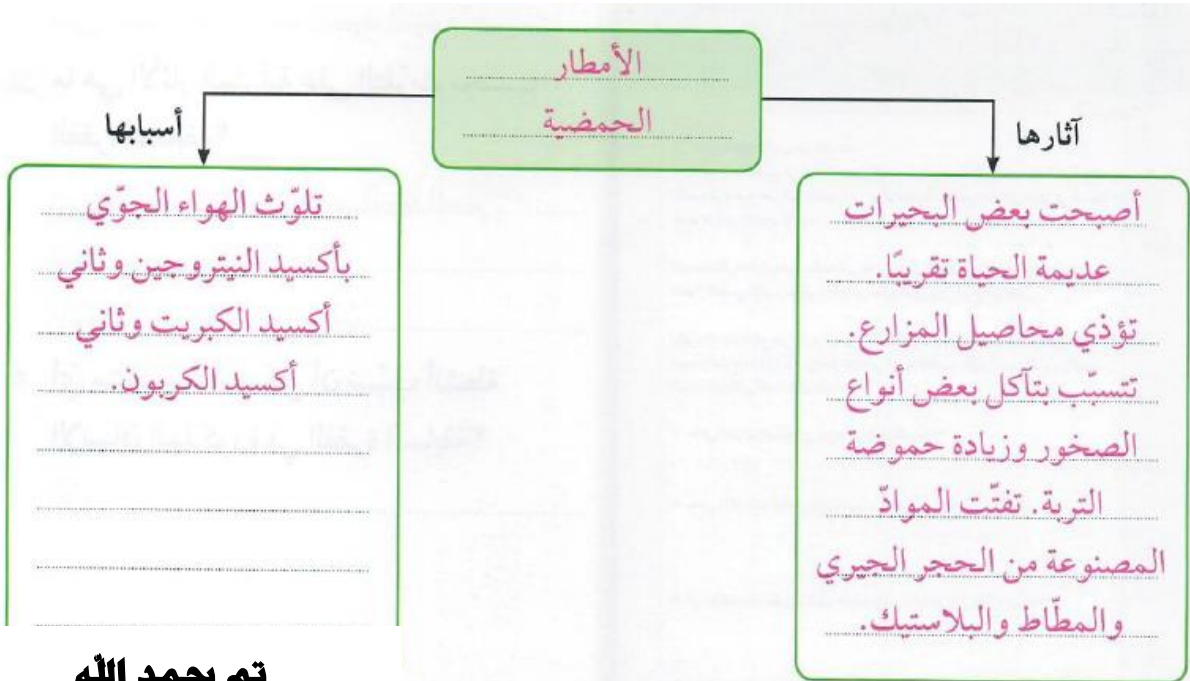 الأمطار
الحمضية
آثارها
أصبحت بعض البحيرات
عديمة الحياة تقريبًا.
تؤذي محاصيل المزارع.
تتسبّب بتآكل بعض أنواع
الصخور وزيادة حموضة
التربة. تفتّت الموادّ
المصنوعة من الحجر الجيري
والمطّاط والبلاستيك.
أسبابها
تلوّث الهواء الجوّي
بأكسيد النيتروجين وثاني
أكسيد الكبريت وثاني
أكسيد الكربون.
تم بحمد الله